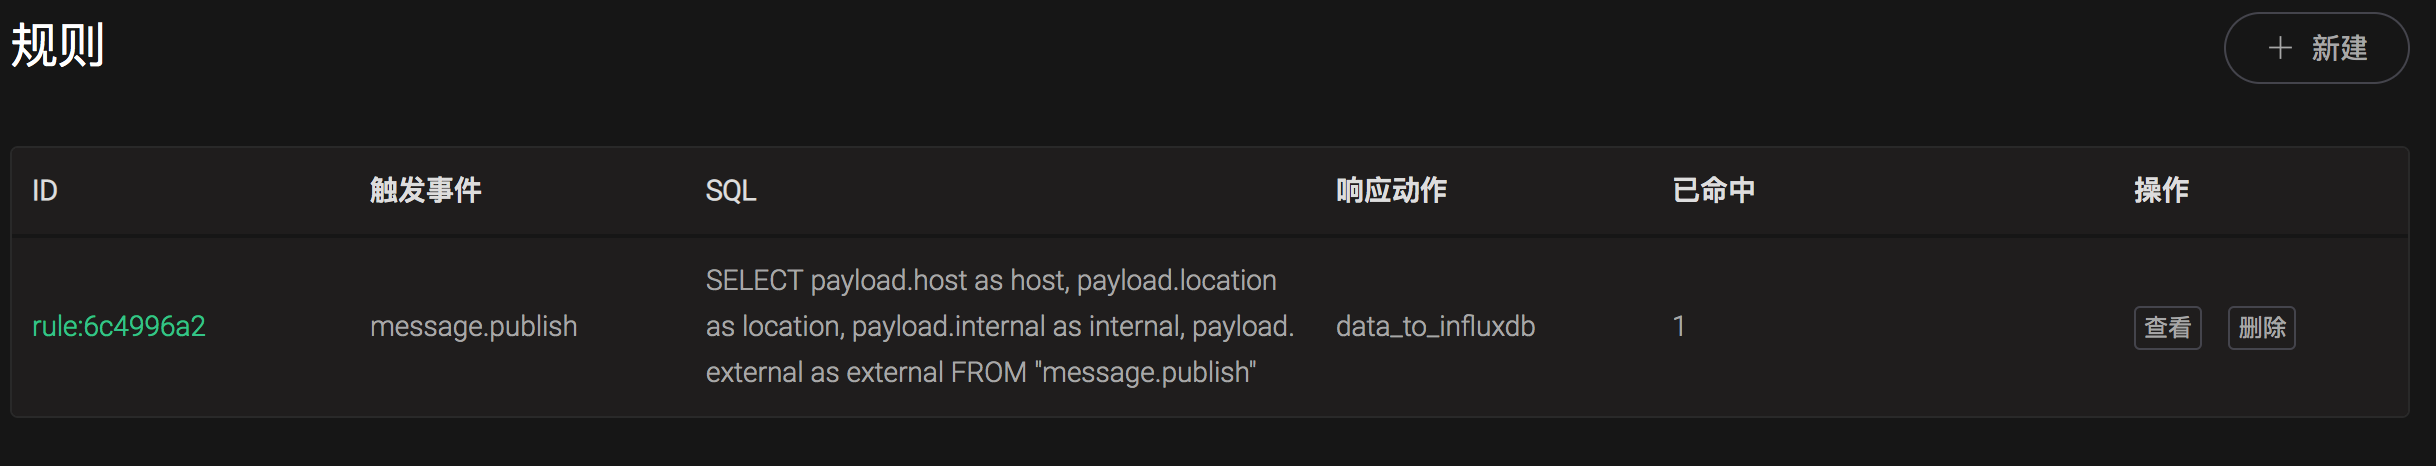 规则
新建
ID 触发事件 SQL 响应动作 已命中 操作
SELECT payload.host as host, payload.location
rule:6c4996a2 message.publish as location, payload.internal as internal, payload. data_to_influxdb 1 查看 删除
external as external FROM "message.publish"